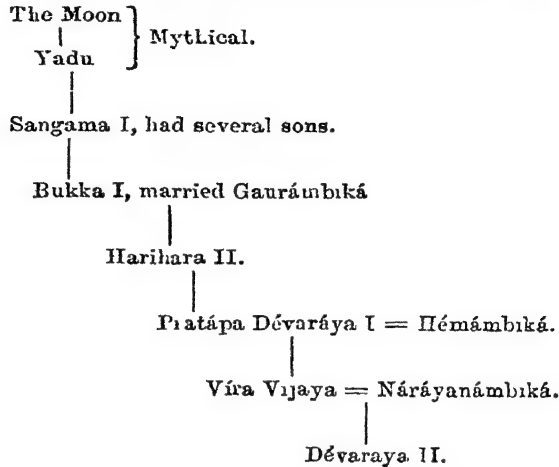 The Moon
Yadu
Mythical.
Sangama I, had several sons.
Bukka I, married Gaurámbiká
Harihara II.
Pratápa Dévaráya I = Hémámbiká.
Víra Vijaya = Náráyanámbiká.
Dévaraya II.